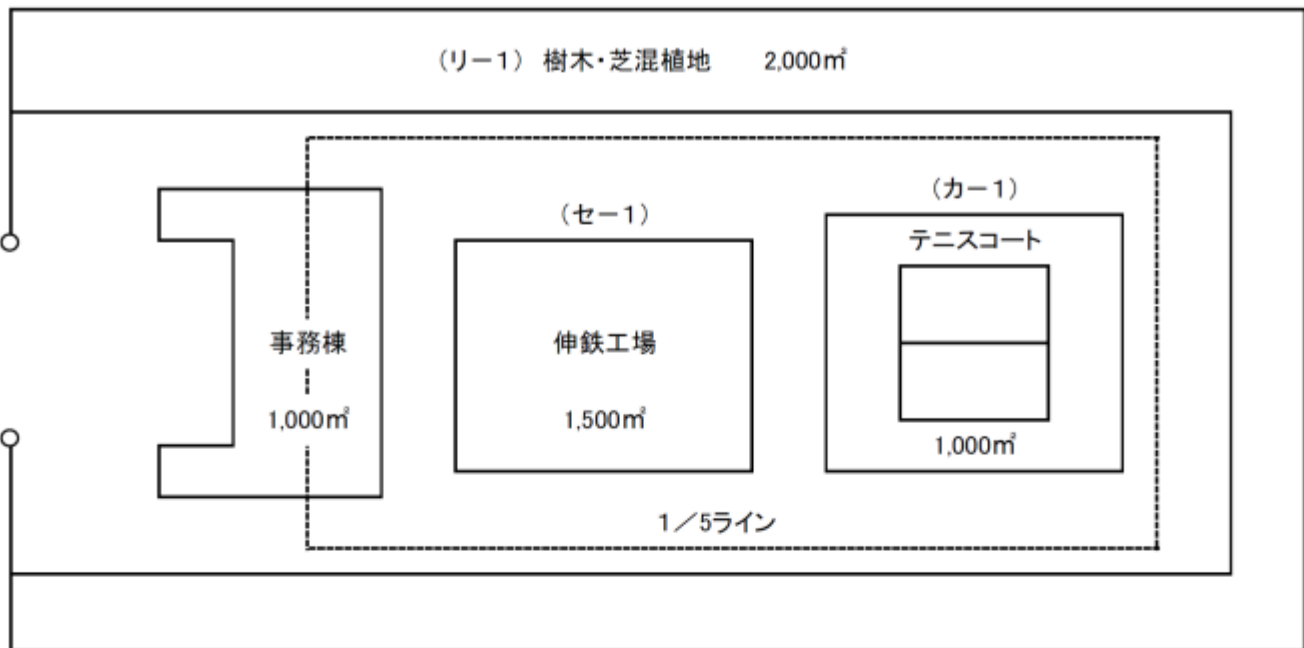 (リー1) 樹木・芝混植地 2,000㎡
(カー1)
(セー1)
テニスコート
事務棟
伸鉄工場
1,000㎡
1,500㎡
1,000㎡
1/5ライン